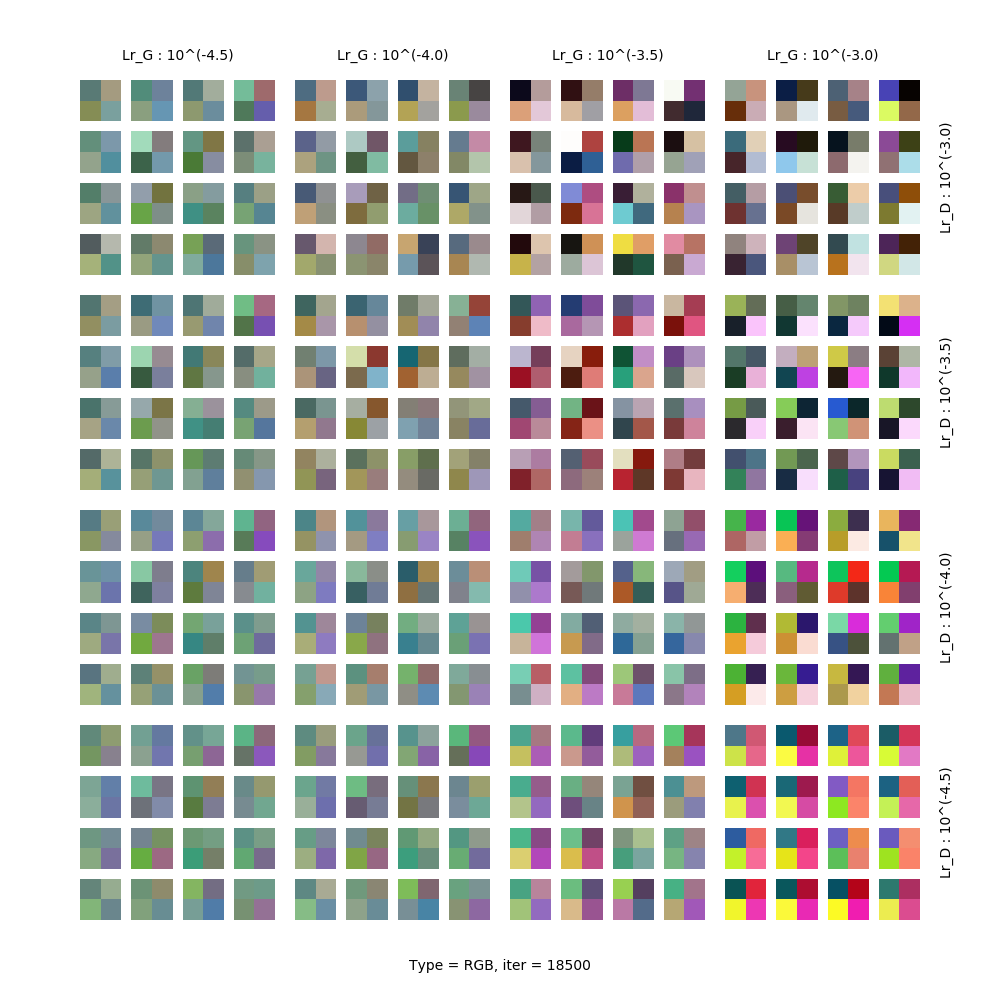 Lr_G : 10^(-4.5)
Lr_G : 10^(-4.0)
Lr_G : 10^(-3.5)
Lr_G : 10^(-3.0)
Lr_D : 10^(-3.0)
Lr_D : 10^(-3.5)
Lr_D : 10^(-4.0)
Lr_D : 10^(-4.5)
Type = RGB, iter = 18500